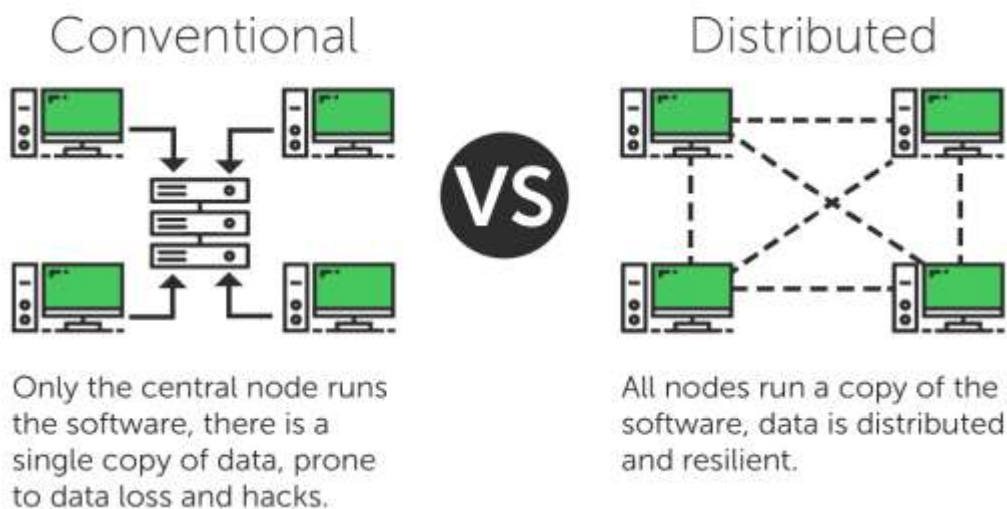 Conventional
VS
Distributed
Only the central node runs
the software, there is a
single copy of data, prone
to data loss and hacks.
All nodes run a copy of the
software, data is distributed
and resilient.